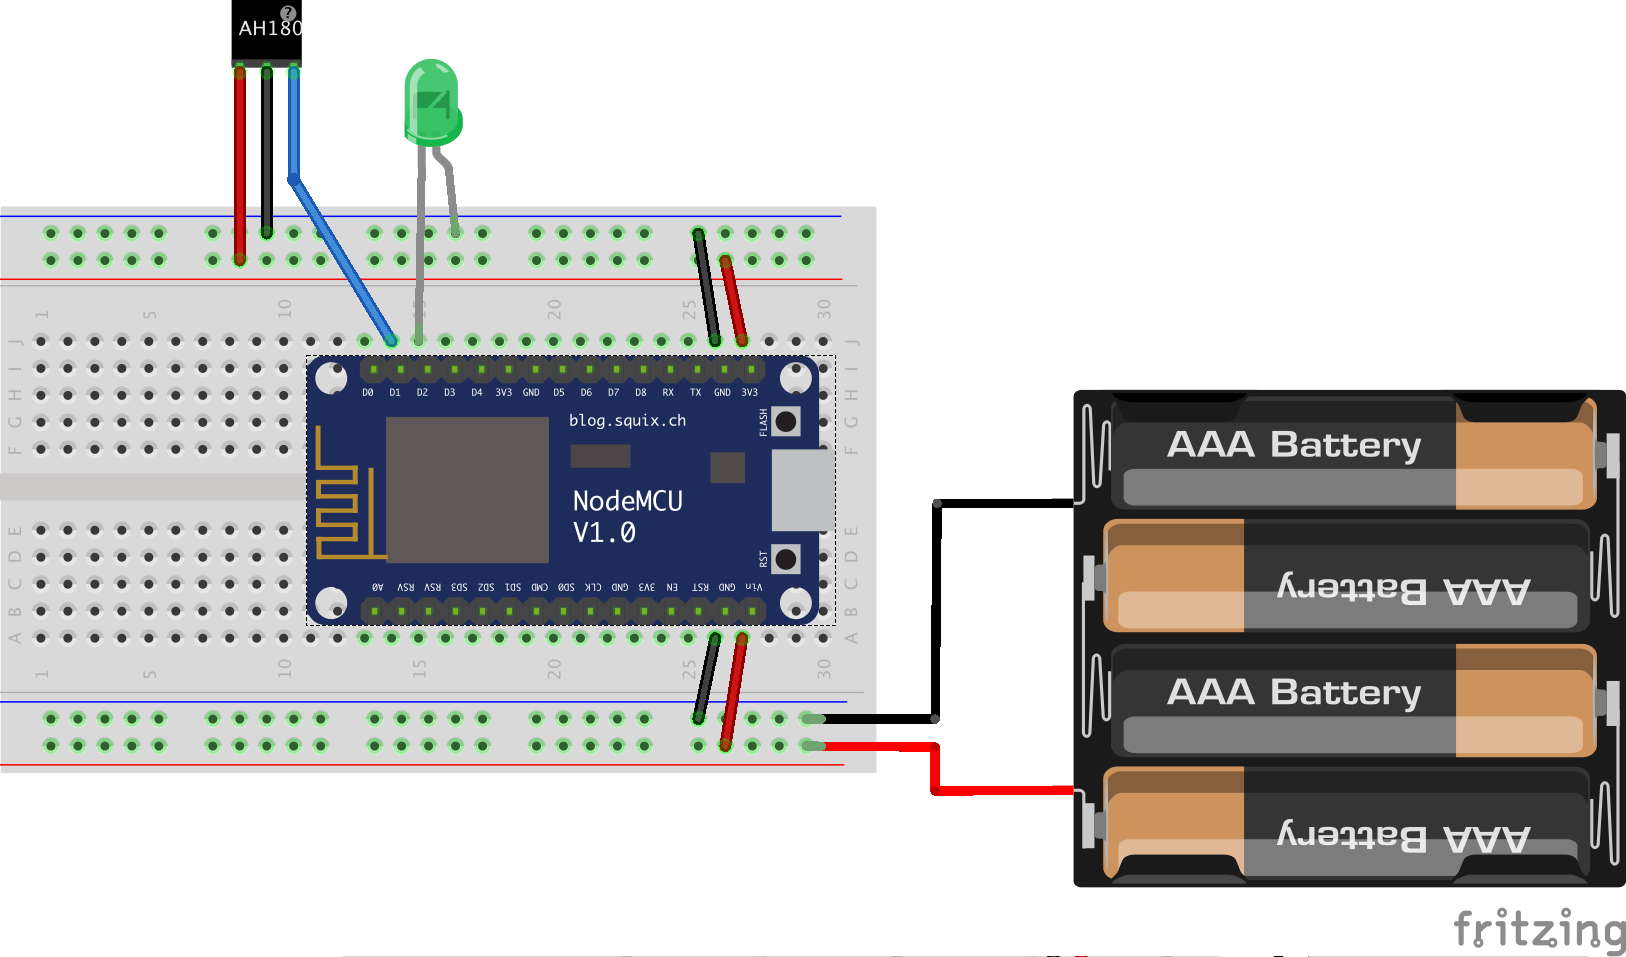 ?
AH180
1 5 10 15 20 25 30
J J
I I
H H
G G
F F
D0 D1 D2 D3 D4 3V3 GND D5 D6 D7 D8 RX TX GND 3V3
blog.squix.ch
FLASH
NodeMCU
V1.0
RST
A0 RSV RSV SD3 SD2 SD1 CMD SD0 CLK GND 3V3 EN RST GND Vin
E E
D D
C C
B B
A A
1 5 10 15 20 25 30
AAA Battery
AAA Battery
AAA Battery
AAA Battery
fritzing